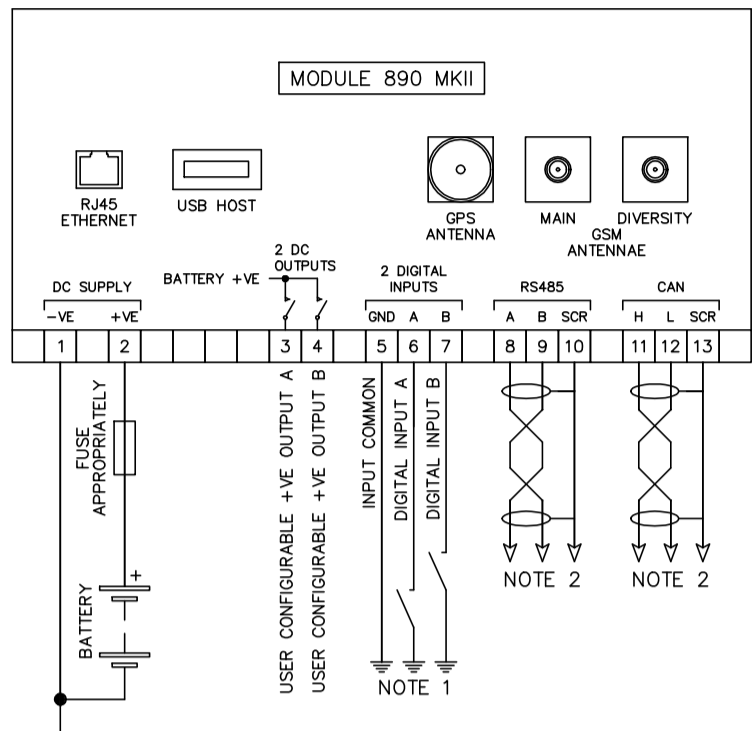 MODULE 890 MKII
RJ45
ETHERNET
USB HOST
GPS
ANTENNA
MAIN
DIVERSITY
GSM
ANTENNAE
BATTERY +VE
2 DC
OUTPUTS
DC SUPPLY
-VE +VE
2 DIGITAL
INPUTS
GND A B
RS485
A B SCR
CAN
H L SCR
1 2 3 4 5 6 7 8 9 10 11 12 13
FUSE
APPROPRIATELY
BATTERY
+
USER CONFIGURABLE +VE OUTPUT A
USER CONFIGURABLE +VE OUTPUT B
INPUT COMMON
DIGITAL INPUT A
DIGITAL INPUT B
NOTE 1
NOTE 2
NOTE 2